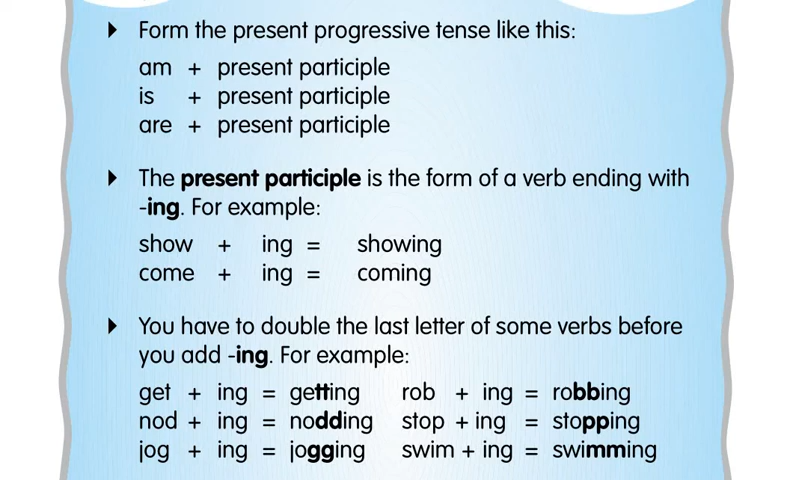 Form the present progressive tense like this:
am + present participle
is + present participle
are + present participle
The present participle is the form of a verb ending with
-ing. For example:
show + ing = showing
come + ing = coming
You have to double the last letter of some verbs before
you add -ing. For example:
get + ing = getting rob + ing = robbing
nod + ing = nodding stop + ing = stopping
jog + ing = jogging swim + ing = swimming